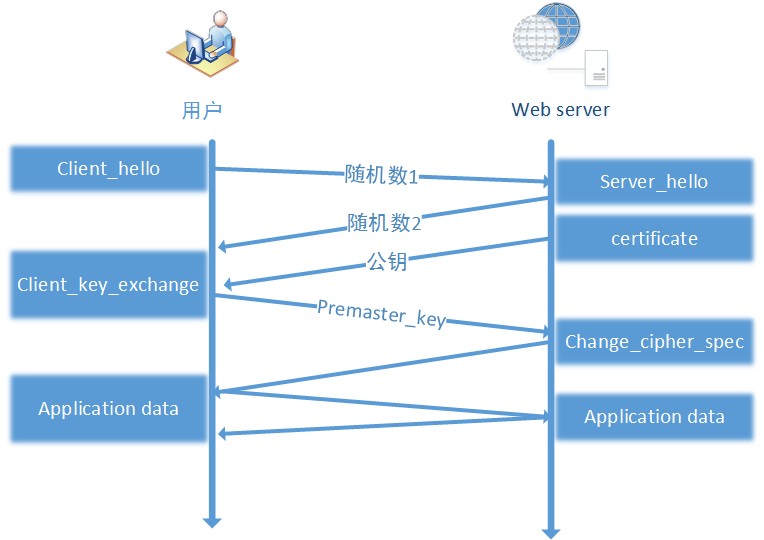 用户
Web server
Client_hello
随机数1
Server_hello
随机数2
certificate
公钥
Client_key_exchange
Premaster_key
Change_cipher_spec
Application data
Application data